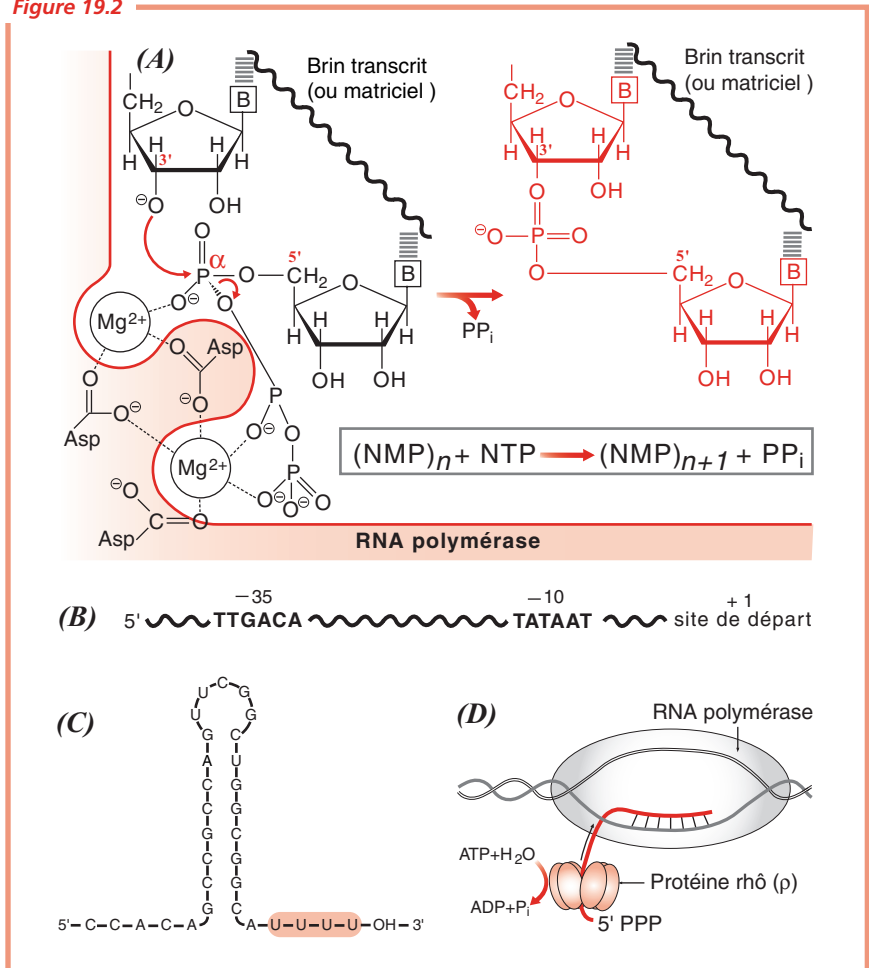 Figure 19.2
(A)
Brin transcrit
(ou matriciel )
CH2
O
B
H
H
H
H
3'
O
⊖
OH
O
α
P
O
5'
CH2
O
B
O
⊖
O
H
H
H
H
OH
OH
Mg2+
Asp
O
O
⊖
O
O
⊖
Asp
P
O
⊖
O
P
O
⊖
O
⊖
O
Mg2+
⊖
O
C
O
Asp
PPi
Brin transcrit
(ou matriciel )
CH2
O
B
H
H
H
H
3'
O
OH
⊖O
P
O
O
5'
CH2
O
B
H
H
H
H
OH
OH
(NMP)n + NTP → (NMP)n+1 + PPi
RNA polymérase
(B)
−35
−10
+ 1
5' TTGACA TATAAT site de départ
(C)
5'–C–C–A–C–A–G–C–C–G–C–C–A–G–U–U–C–G–G–C–U–G–G–C–G–G–C–A–U–U–U–U–OH–3'
(D)
RNA polymérase
ATP+H2O
ADP+Pi
Protéine rhô (ρ)
5' PPP